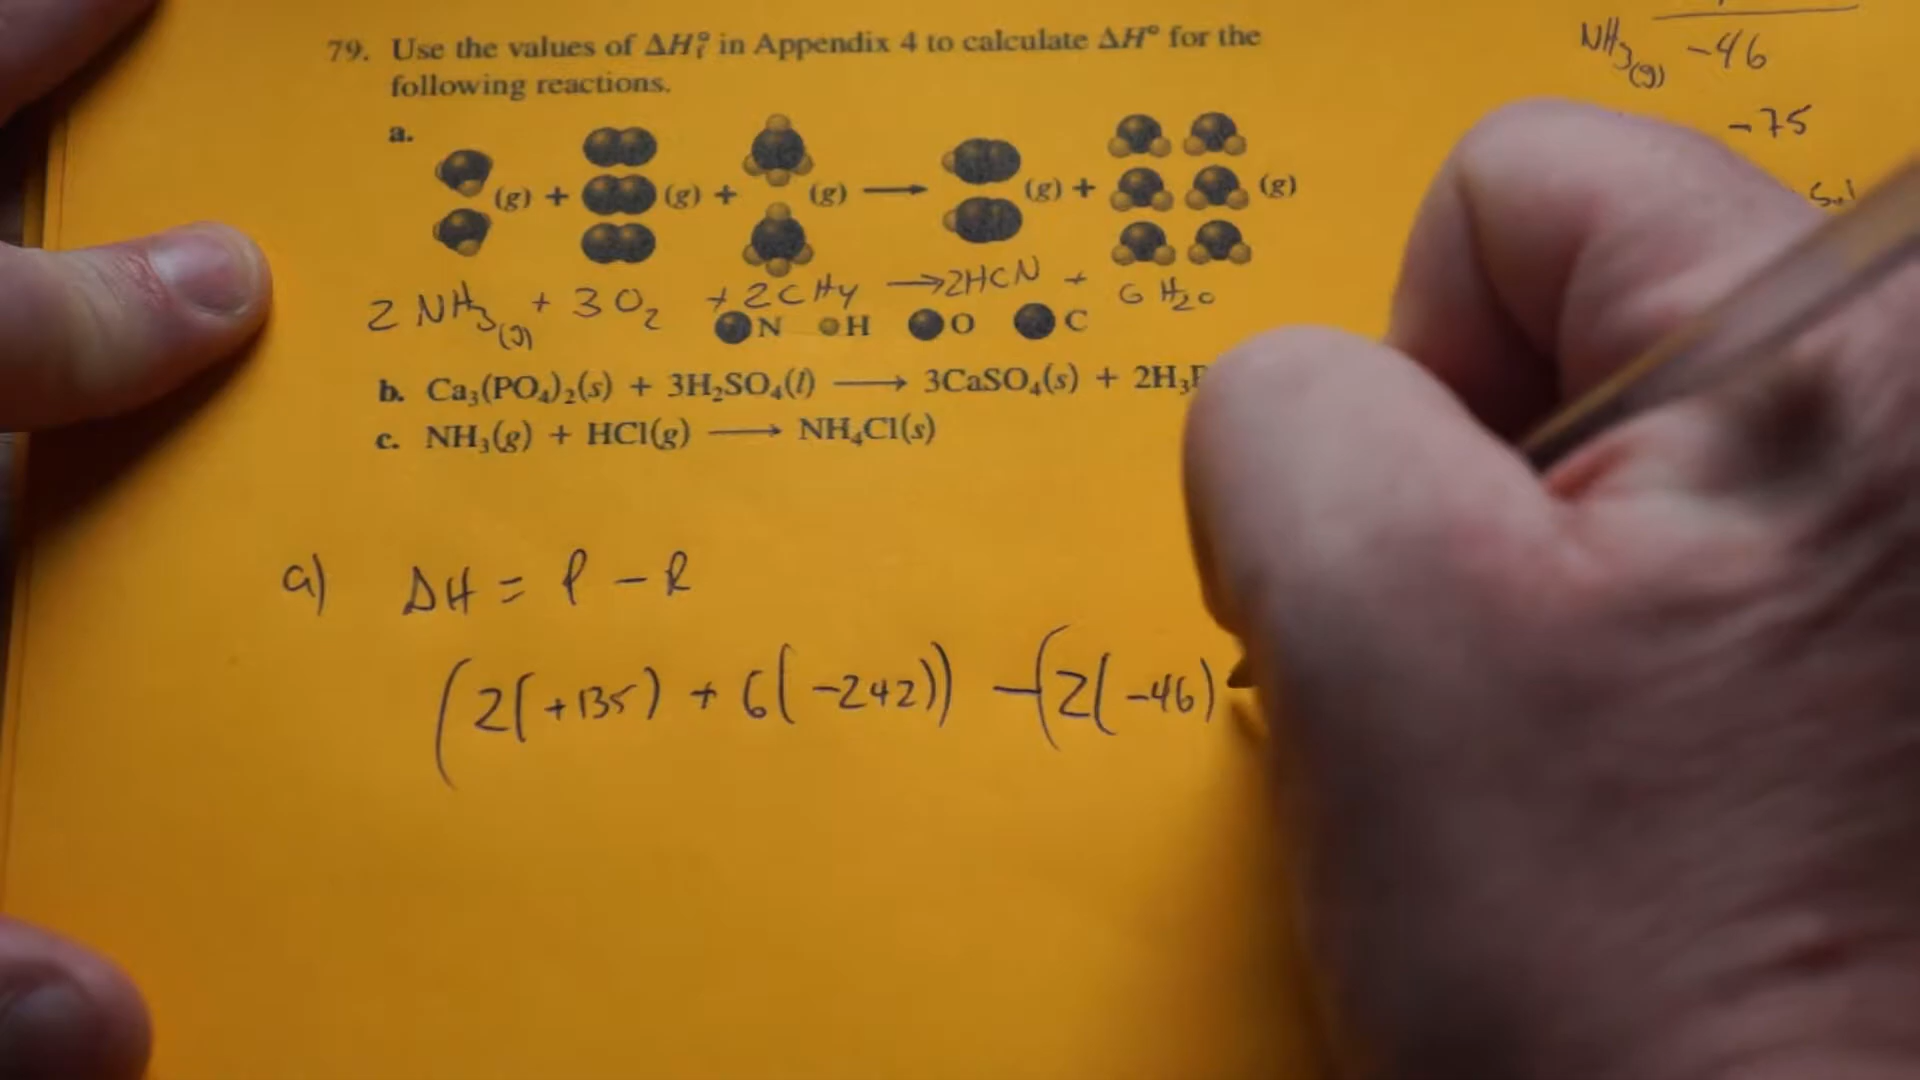 79. Use the values of ΔH°f in Appendix 4 to calculate ΔH° for the
following reactions.
a.
(g) + (g) + (g) ⟶ (g) + (g)
2 NH3(g) + 3 O2 + 2CH4 → 2HCN + 6 H2O
N H O C
b. Ca3(PO4)2(s) + 3H2SO4(l) ⟶ 3CaSO4(s) + 2H3P
c. NH3(g) + HCl(g) ⟶ NH4Cl(s)
NH3(g) -46
-75
a) ΔH = P - R
(2(+135) + 6(-242)) - (2(-46)